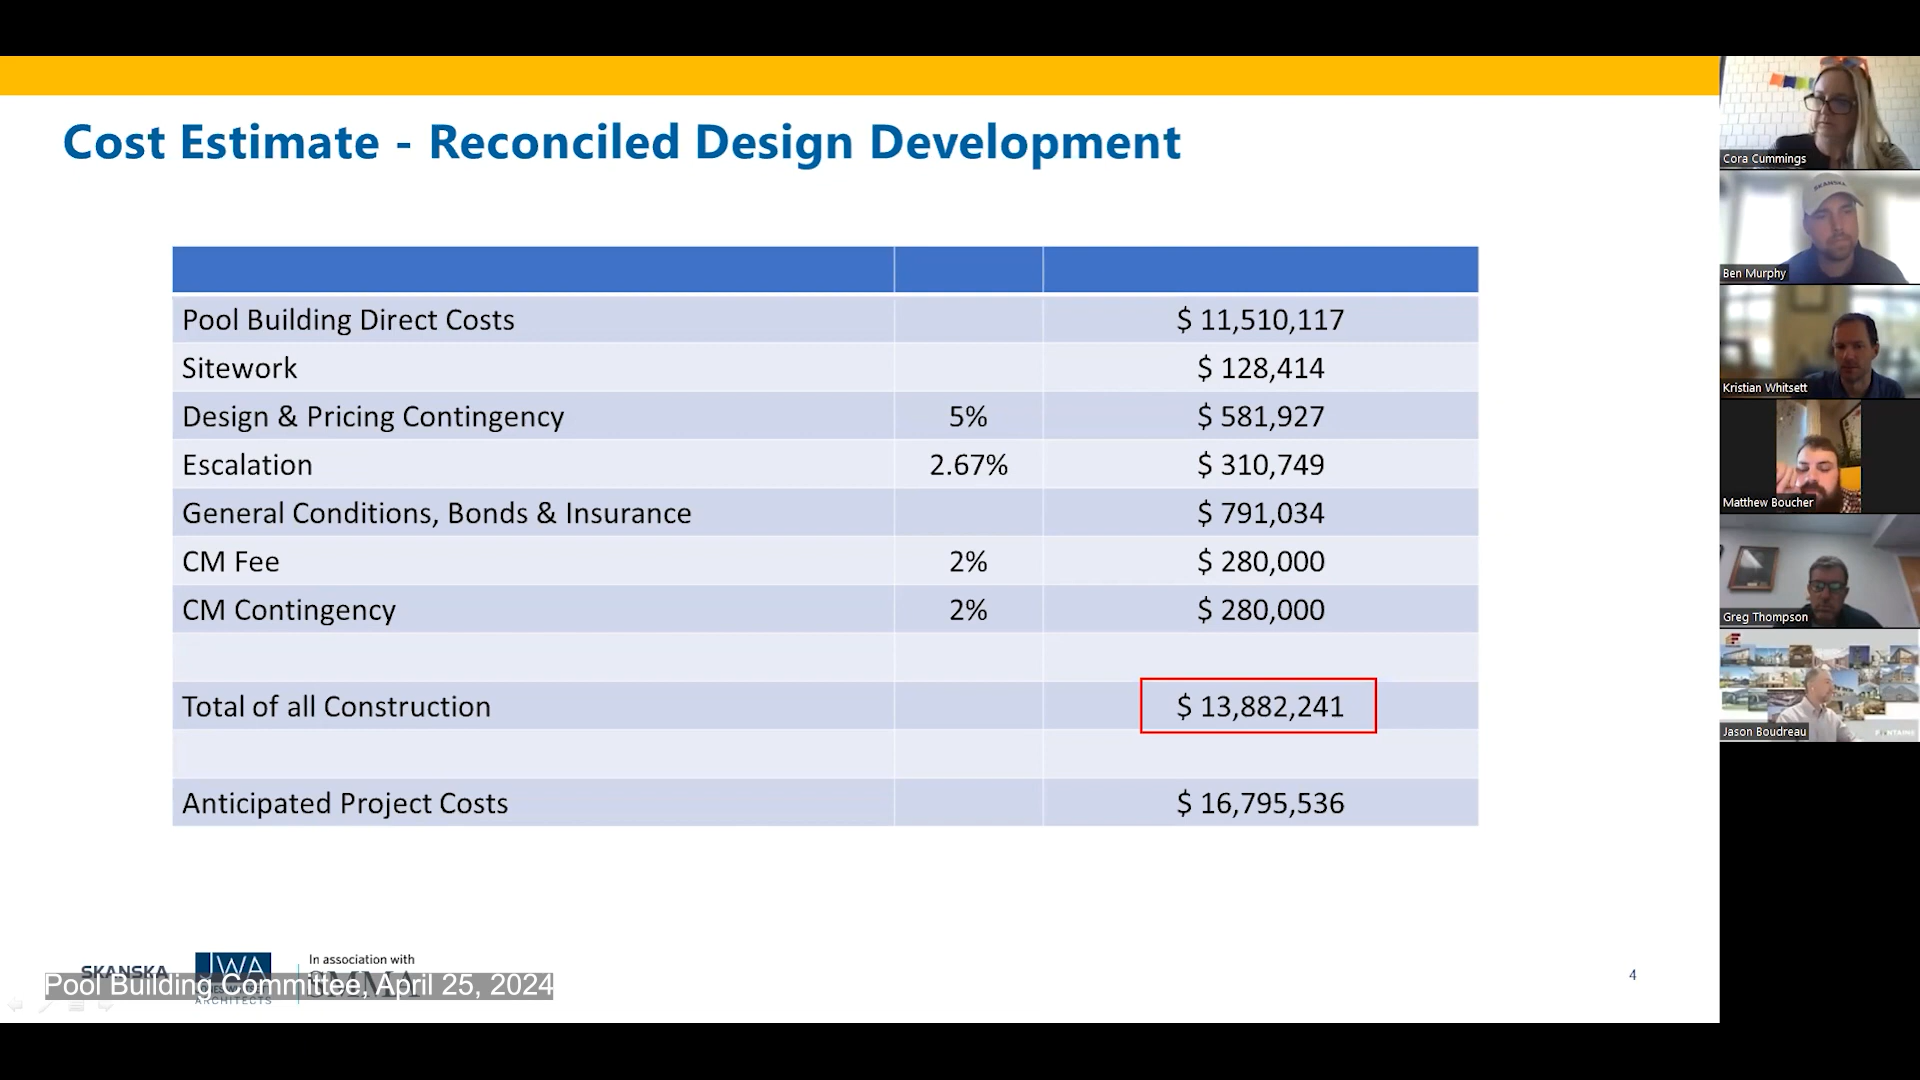 Cost Estimate - Reconciled Design Development
Pool Building Direct Costs $ 11,510,117
Sitework $ 128,414
Design & Pricing Contingency 5% $ 581,927
Escalation 2.67% $ 310,749
General Conditions, Bonds & Insurance $ 791,034
CM Fee 2% $ 280,000
CM Contingency 2% $ 280,000
Total of all Construction $ 13,882,241
Anticipated Project Costs $ 16,795,536
SKANSKA
JWA
ARCHITECTS
In association with
SMMA
4
Pool Building Committee, April 25, 2024
Cora Cummings
SKANSKA
Ben Murphy
Kristian Whitsett
Matthew Boucher
Greg Thompson
Jason Boudreau